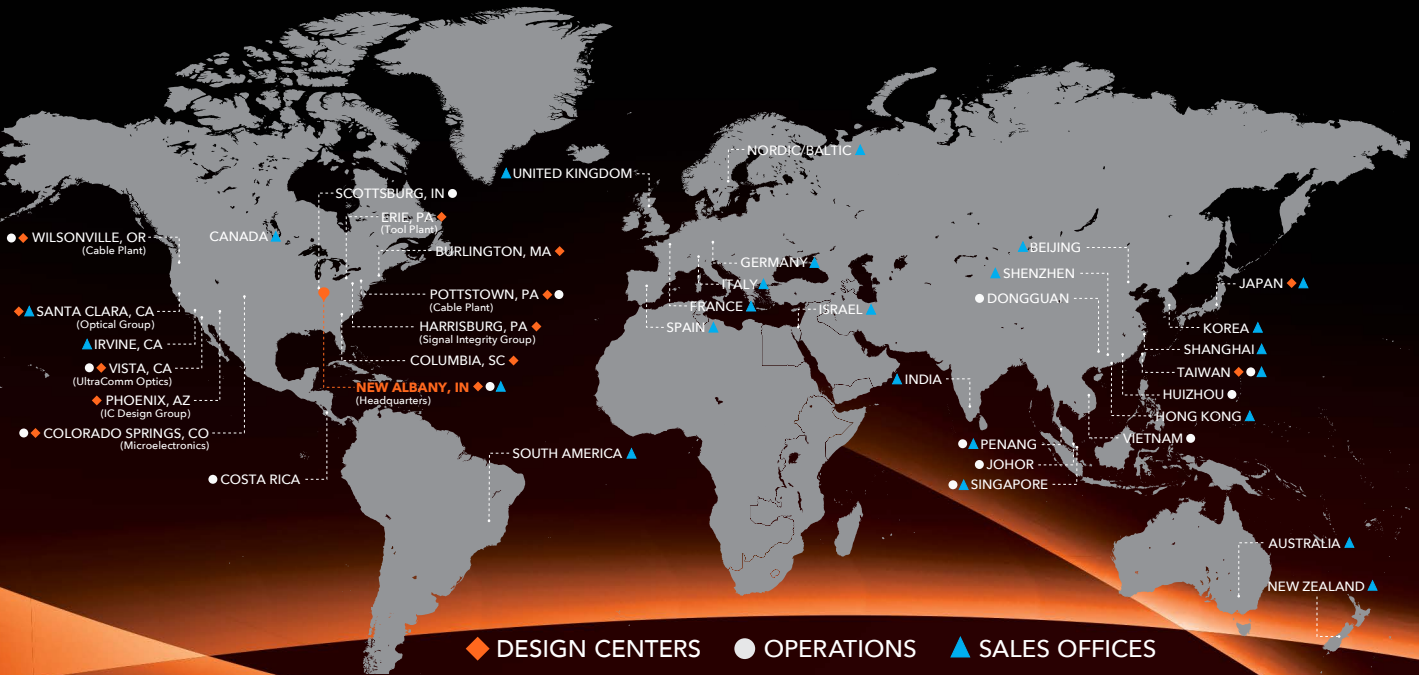 NORDIC/BALTIC
UNITED KINGDOM
SCOTTSBURG, IN
ERIE, PA
(Tool Plant)
WILSONVILLE, OR
(Cable Plant)
CANADA
BURLINGTON, MA
BEIJING
GERMANY
SHENZHEN
ITALY
JAPAN
POTTSTOWN, PA
(Cable Plant)
DONGGUAN
FRANCE
ISRAEL
SANTA CLARA, CA
(Optical Group)
HARRISBURG, PA
(Signal Integrity Group)
SPAIN
KOREA
IRVINE, CA
SHANGHAI
COLUMBIA, SC
VISTA, CA
(UltraComm Optics)
TAIWAN
INDIA
NEW ALBANY, IN
(Headquarters)
HUIZHOU
PHOENIX, AZ
(IC Design Group)
HONG KONG
COLORADO SPRINGS, CO
(Microelectronics)
VIETNAM
PENANG
SOUTH AMERICA
JOHOR
COSTA RICA
SINGAPORE
AUSTRALIA
NEW ZEALAND
DESIGN CENTERS
OPERATIONS
SALES OFFICES